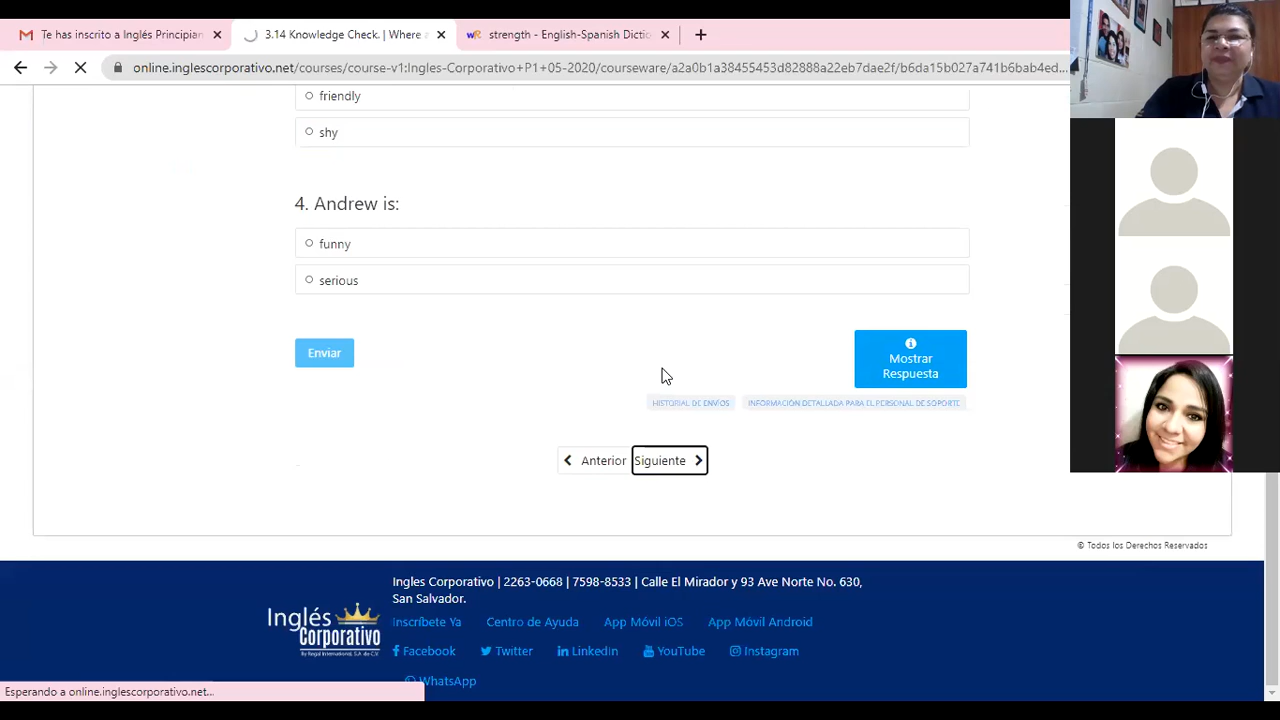 Te has inscrito a Inglés Principian
3.14 Knowledge Check. | Where a
strength - English-Spanish Dictio
online.inglescorporativo.net/courses/course-v1:Ingles-Corporativo+P1+05-2020/courseware/a2a0b1a38455453d82888a22eb7dae2f/b6da15b027a741b6bab4ed...
friendly
shy
4. Andrew is:
funny
serious
Enviar
Mostrar
Respuesta
HISTORIAL DE ENVÍOS
INFORMACIÓN DETALLADA PARA EL PERSONAL DE SOPORTE
Anterior
Siguiente
© Todos los Derechos Reservados
Ingles Corporativo | 2263-0668 | 7598-8533 | Calle El Mirador y 93 Ave Norte No. 630,
San Salvador.
Inglés
Corporativo
By Regal International, S.A. de C.V.
Inscríbete Ya
Centro de Ayuda
App Móvil iOS
App Móvil Android
Facebook
Twitter
LinkedIn
YouTube
Instagram
WhatsApp
Esperando a online.inglescorporativo.net...